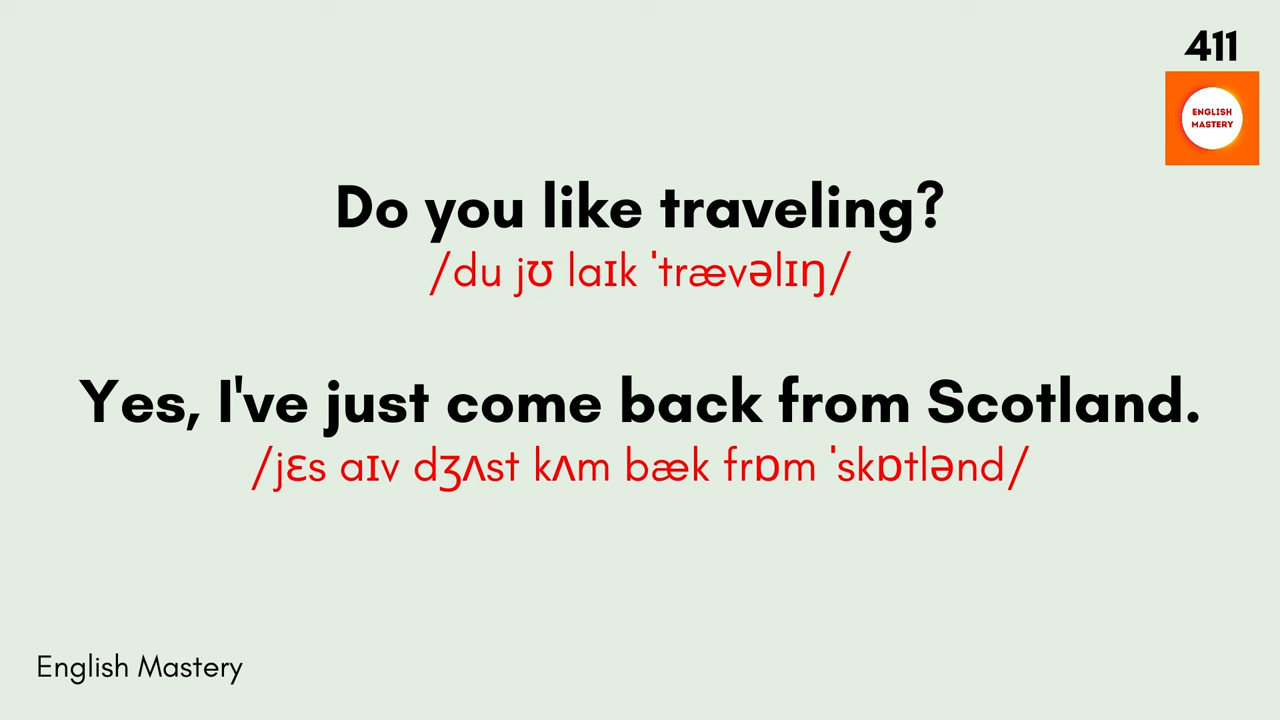 411
ENGLISH
MASTERY
Do you like traveling?
/du jʊ laɪk ˈtrævəlɪŋ/
Yes, I've just come back from Scotland.
/jɛs aɪv dʒʌst kʌm bæk frɒm ˈskɒtlənd/
English Mastery